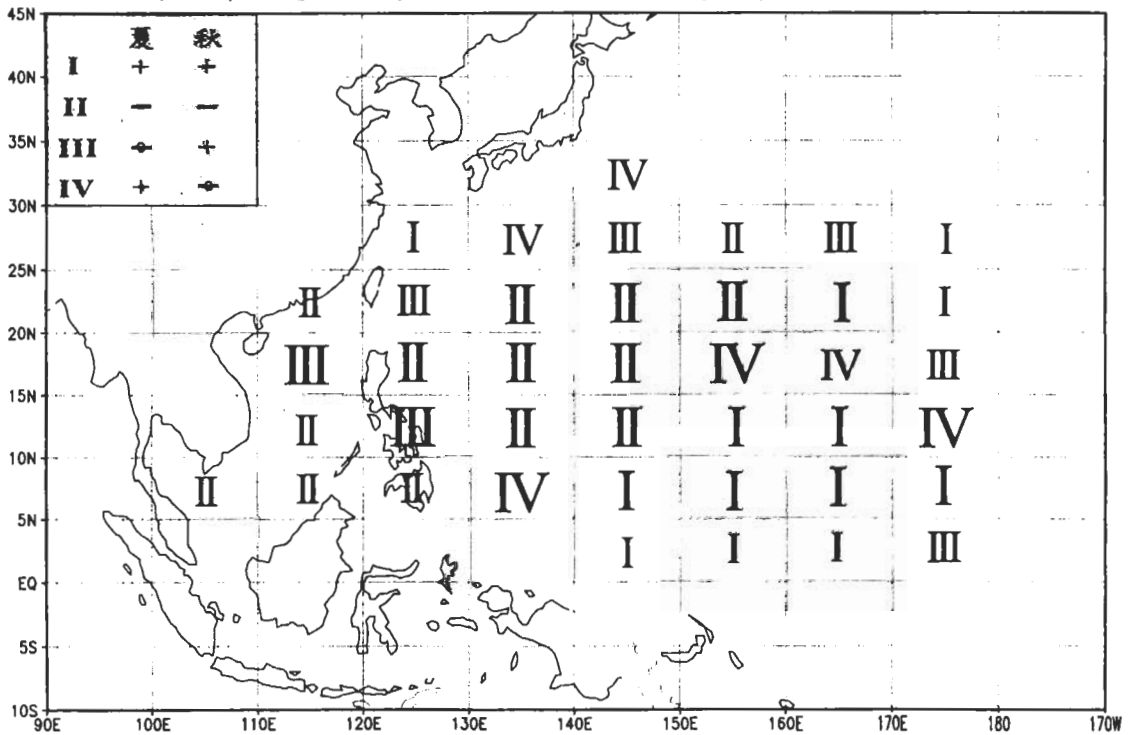 45N
夏 秋
I + +
40N
II − −
35N
III ⊖ +
IV + ⊖
IV
30N
I IV III II III I
25N
II III II II II I I
20N
III II II II IV IV III
15N
II III II II I I IV
10N
II II II IV I I I I
5N
I I I III
EQ
5S
10S
90E 100E 110E 120E 130E 140E 150E 160E 170E 180 170W